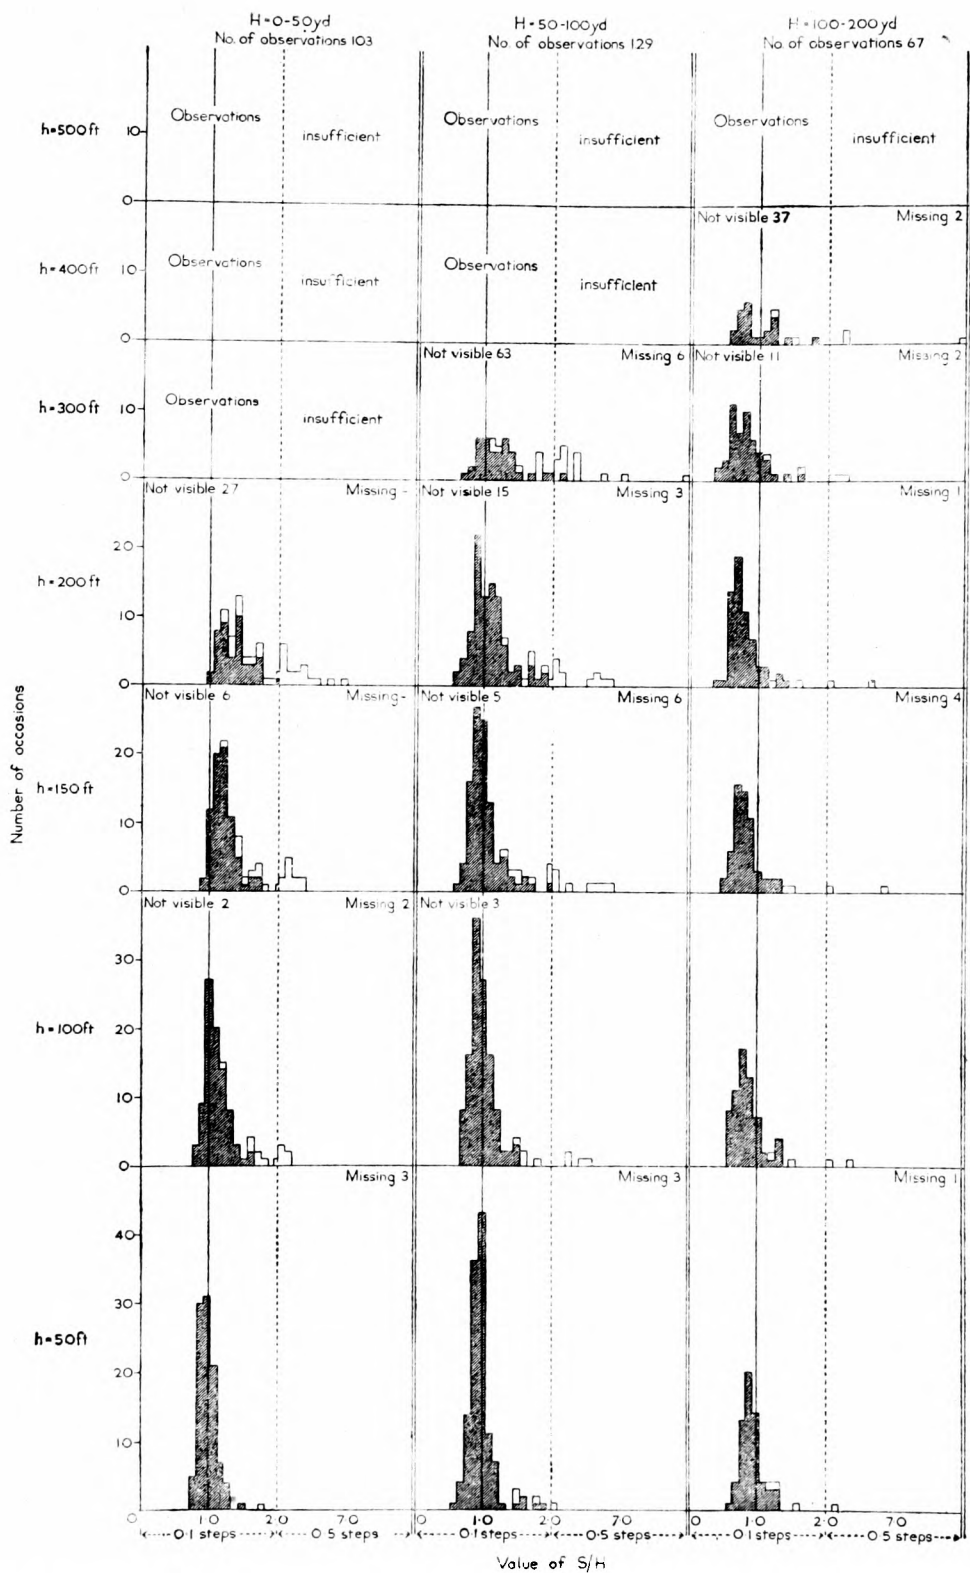 H=0-50yd
No. of observations 103
H=50-100yd
No. of observations 129
H=100-200yd
No. of observations 67
h=500ft
10
0
Observations
insufficient
Observations
insufficient
Observations
insufficient
h=400ft
10
0
Observations
insufficient
Observations
insufficient
Not visible 37
Missing 2
h=300ft
10
0
Observations
insufficient
Not visible 63
Missing 6
Not visible 11
Missing 2
h=200ft
20
10
0
Not visible 27
Missing -
Not visible 15
Missing 3
Missing 1
h=150ft
20
10
0
Not visible 6
Missing -
Not visible 5
Missing 6
Missing 4
h=100ft
30
20
10
0
Not visible 2
Missing 2
Not visible 3
h=50ft
40
30
20
10
Missing 3
Missing 3
Missing 1
Number of occasions
0 1·0 2·0 7·0 0 1·0 2·0 7·0 0 1·0 2·0 7·0
0·1 steps 0·5 steps 0·1 steps 0·5 steps 0·1 steps 0·5 steps
Value of S/H